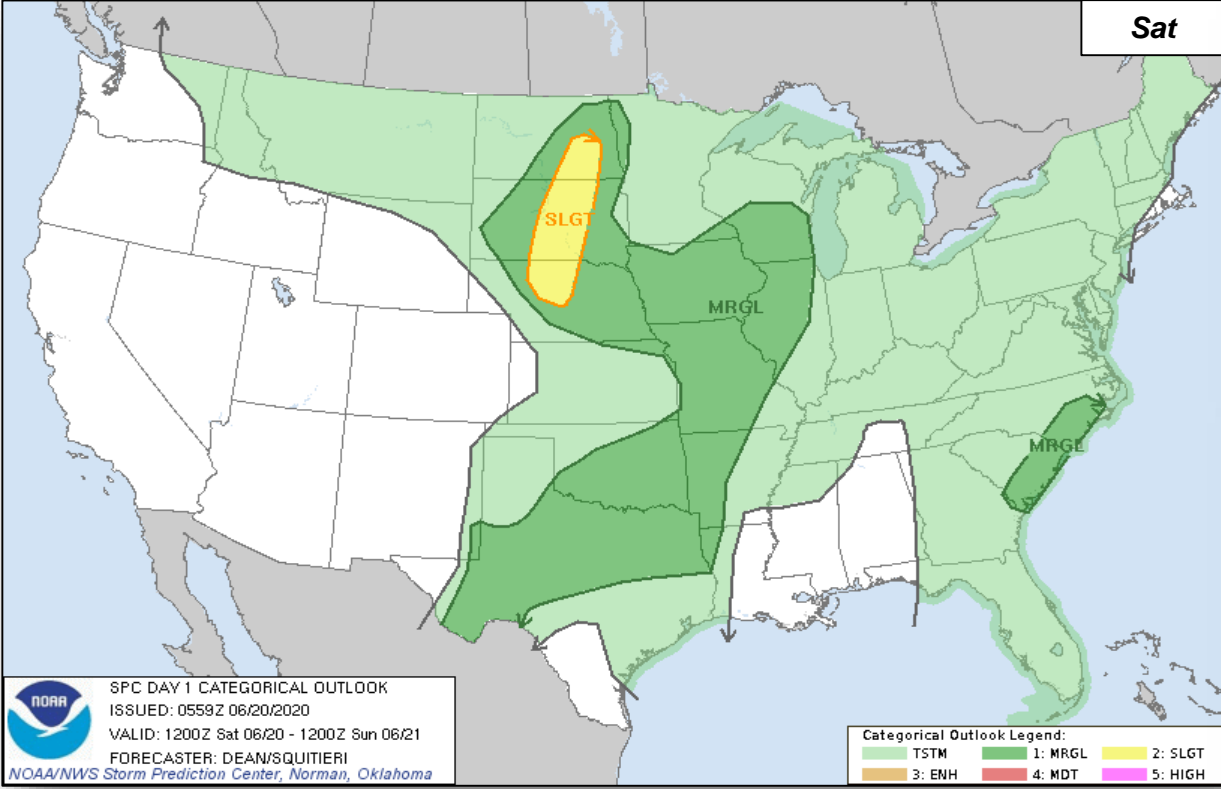 Sat
SLGT
MRGL
MRGL
NOAA
SPC DAY 1 CATEGORICAL OUTLOOK
ISSUED: 0559Z 06/20/2020
VALID: 1200Z Sat 06/20 - 1200Z Sun 06/21
FORECASTER: DEAN/SQUITIERI
NOAA/NWS Storm Prediction Center, Norman, Oklahoma
Categorical Outlook Legend:
TSTM 1: MRGL 2: SLGT
3: ENH 4: MDT 5: HIGH